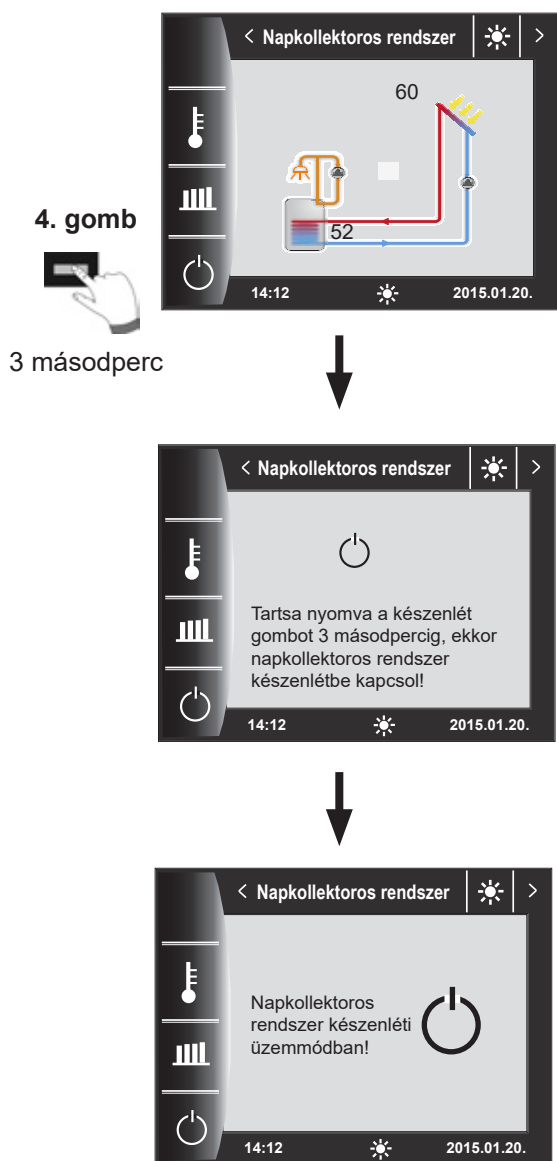 < Napkollektoros rendszer >
60
52
14:12 2015.01.20.
4. gomb
3 másodperc
< Napkollektoros rendszer >
Tartsa nyomva a készenlét
gombot 3 másodpercig, ekkor
napkollektoros rendszer
készenlétbe kapcsol!
14:12 2015.01.20.
< Napkollektoros rendszer >
Napkollektoros
rendszer készenléti
üzemmódban!
14:12 2015.01.20.